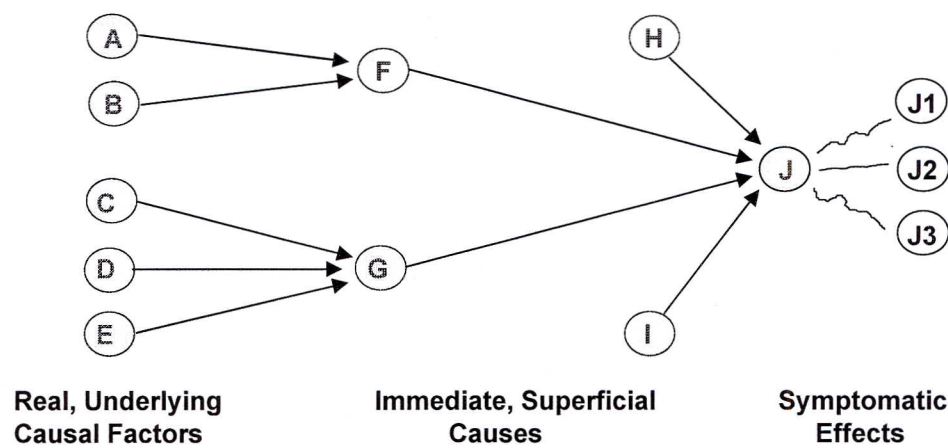 A
H
F
J1
B
J2
J
C
J3
D
G
E
I
Real, Underlying
Causal Factors
Immediate, Superficial
Causes
Symptomatic
Effects